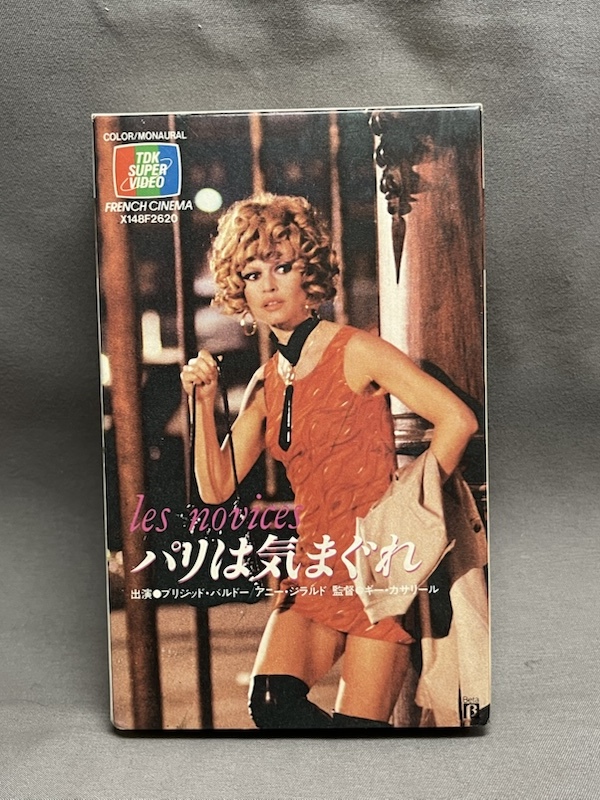 COLOR/MONAURAL
TDK
SUPER
VIDEO
FRENCH CINEMA
X148F2620
les novices
パリは気まぐれ
出演●ブリジッド・バルドー/アニー・ジラルド 監督●ギー・カサリール
Beta
β